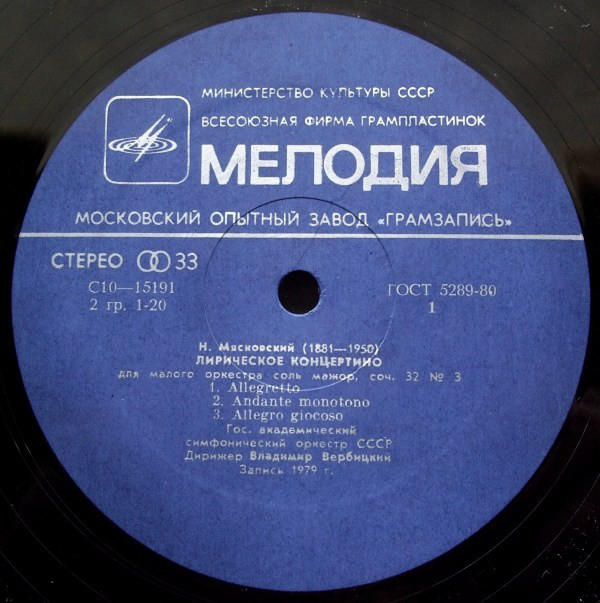 МИНИСТЕРСТВО КУЛЬТУРЫ СССР
ВСЕСОЮЗНАЯ ФИРМА ГРАМПЛАСТИНОК
МЕЛОДИЯ
МОСКОВСКИЙ ОПЫТНЫЙ ЗАВОД «ГРАМЗАПИСЬ»
СТЕРЕО 33
С10—15191
ГОСТ 5289-80
2 гр. 1-20
1
Н. Мясковский (1881—1950)
ЛИРИЧЕСКОЕ КОНЦЕРТИНО
для малого оркестра соль мажор, соч. 32 № 3
1. Allegretto
2. Andante monotono
3. Allegro giocoso
Гос. академический
симфонический оркестр СССР
Дирижер Владимир Вербицкий
Запись 1979 г.